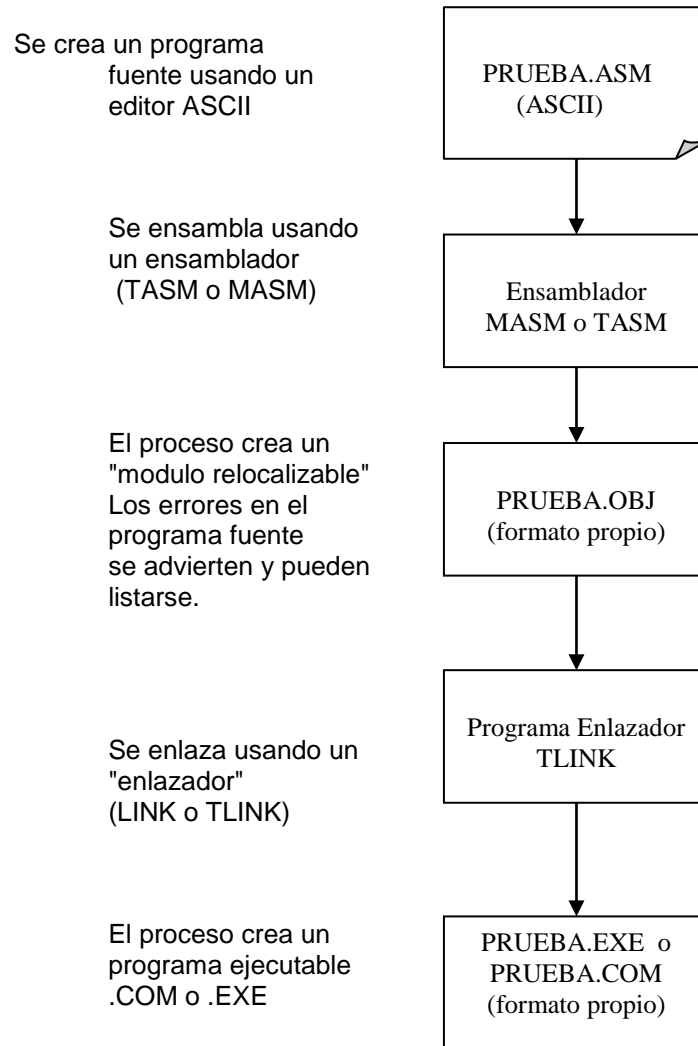 Se crea un programa
fuente usando un
editor ASCII
PRUEBA.ASM
(ASCII)
Se ensambla usando
un ensamblador
(TASM o MASM)
Ensamblador
MASM o TASM
El proceso crea un
"modulo relocalizable"
Los errores en el
programa fuente
se advierten y pueden
listarse.
PRUEBA.OBJ
(formato propio)
Se enlaza usando un
"enlazador"
(LINK o TLINK)
Programa Enlazador
TLINK
El proceso crea un
programa ejecutable
.COM o .EXE
PRUEBA.EXE o
PRUEBA.COM
(formato propio)